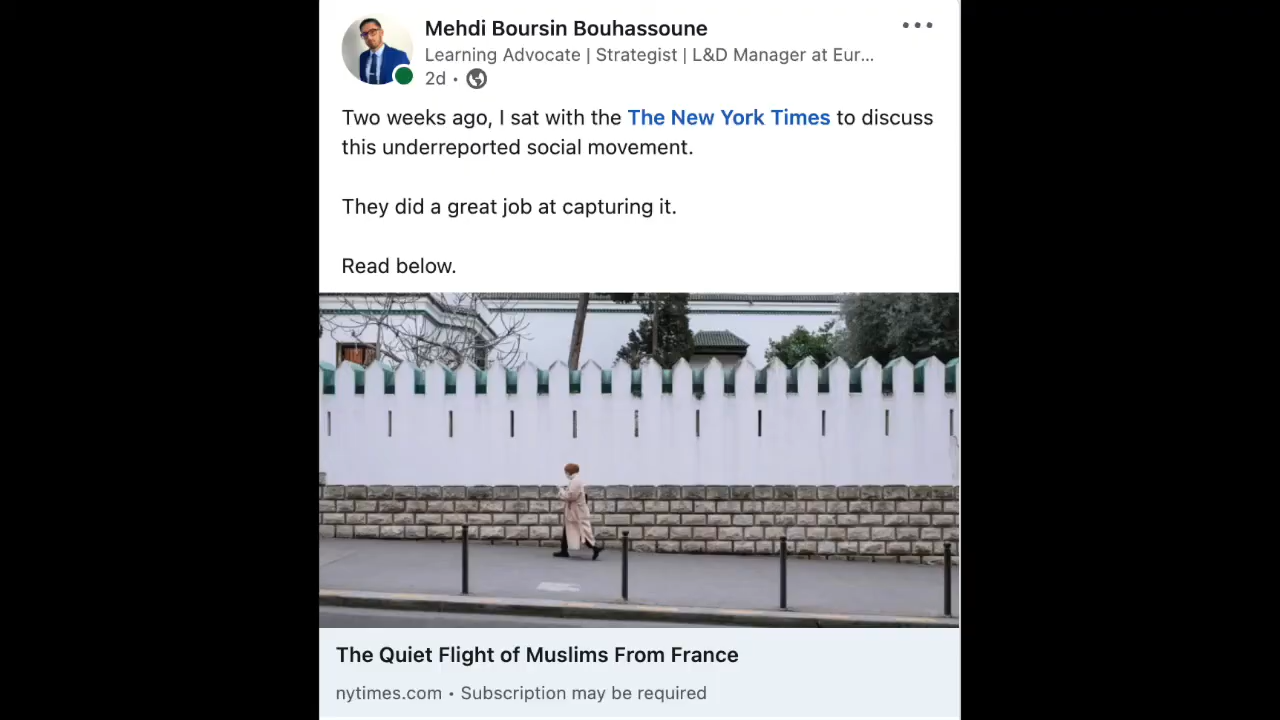 Mehdi Boursin Bouhassoune
Learning Advocate | Strategist | L&D Manager at Eur...
2d •
Two weeks ago, I sat with the The New York Times to discuss
this underreported social movement.
They did a great job at capturing it.
Read below.
The Quiet Flight of Muslims From France
nytimes.com • Subscription may be required